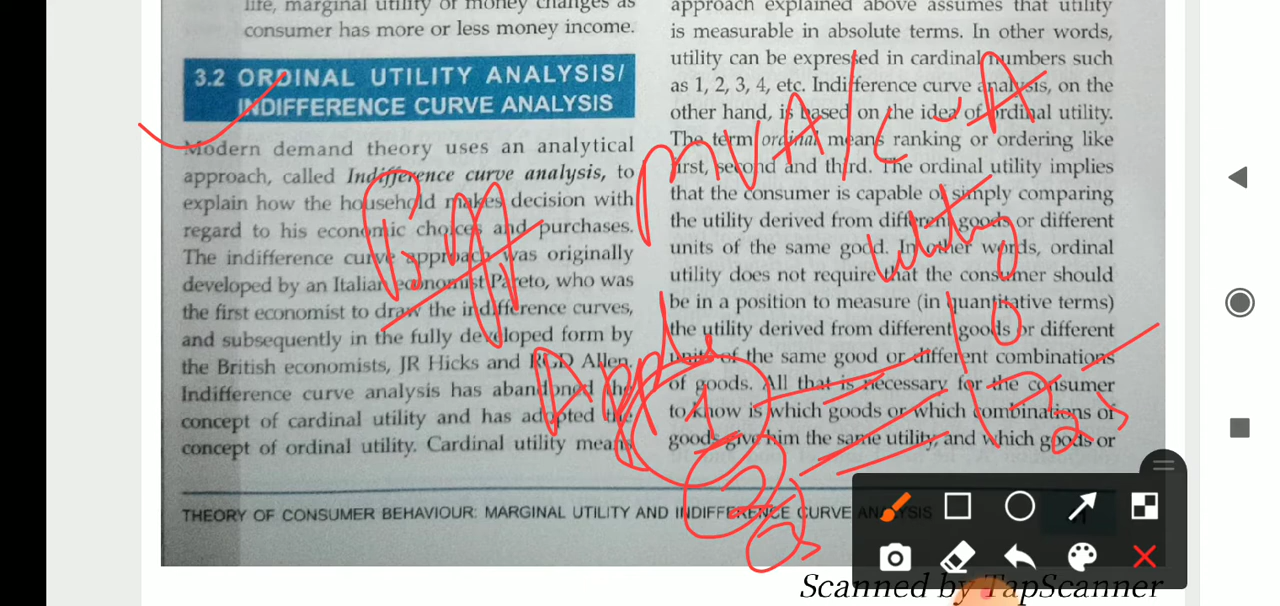 life, marginal utility of money changes as
consumer has more or less money income.
3.2 ORDINAL UTILITY ANALYSIS/
INDIFFERENCE CURVE ANALYSIS
Modern demand theory uses an analytical
approach, called Indifference curve analysis, to
explain how the household makes decision with
regard to his economic choices and purchases.
The indifference curve approach was originally
developed by an Italian economist Pareto, who was
the first economist to draw the indifference curves,
and subsequently in the fully developed form by
the British economists, JR Hicks and RGD Allen.
Indifference curve analysis has abandoned the
concept of cardinal utility and has adopted the
concept of ordinal utility. Cardinal utility means
approach explained above assumes that utility
is measurable in absolute terms. In other words,
utility can be expressed in cardinal numbers such
as 1, 2, 3, 4, etc. Indifference curve analysis, on the
other hand, is based on the idea of ordinal utility.
The term ordinal means ranking or ordering like
first, second and third. The ordinal utility implies
that the consumer is capable of simply comparing
the utility derived from different goods or different
units of the same good. In other words, ordinal
utility does not require that the consumer should
be in a position to measure (in quantitative terms)
the utility derived from different goods or different
units of the same good or different combinations
of goods. All that is necessary for the consumer
to know is which goods or which combinations of
goods give him the same utility, and which goods or
THEORY OF CONSUMER BEHAVIOUR: MARGINAL UTILITY AND INDIFFERENCE CURVE ANALYSIS
MUA/CUA
Apple
1
2
Scanned by TapScanner